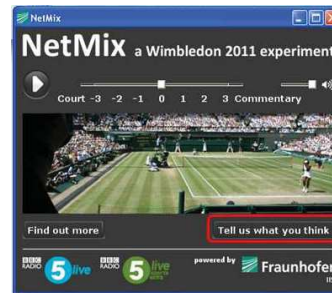 NetMix
NetMix a Wimbledon 2011 experiment
Court -3 -2 -1 0 1 2 3 Commentary
Find out more Tell us what you think
BBC RADIO 5 live BBC RADIO 5 live sports extra powered by Fraunhofer
IIS